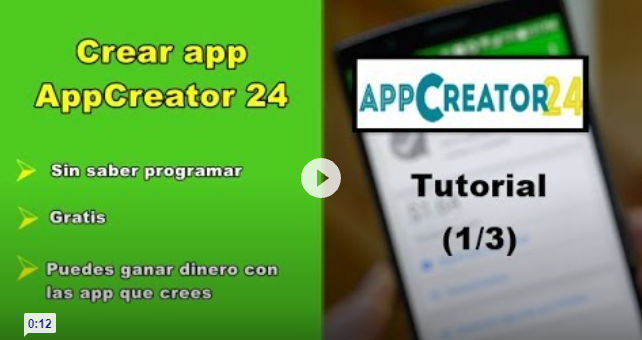 Crear app
AppCreator 24
Sin saber programar
Gratis
Puedes ganar dinero con
las app que crees
APPCREATOR24
Tutorial
(1/3)
0:12